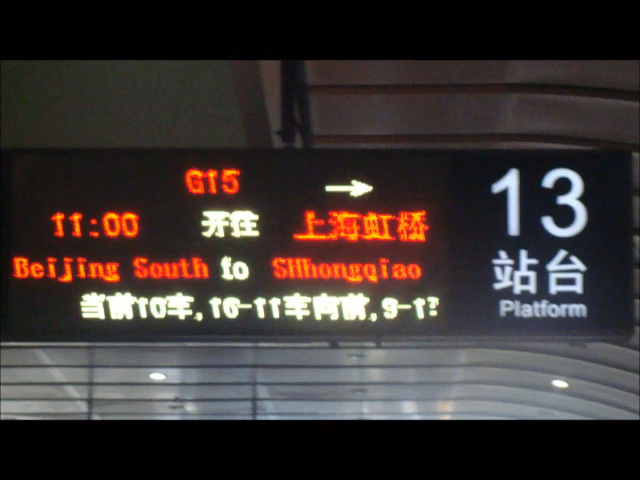 G15 →
11:00 开往 上海虹桥
Beijing South to SHhongqiao
当前10车,16-11车向前,9-1
13
站台
Platform